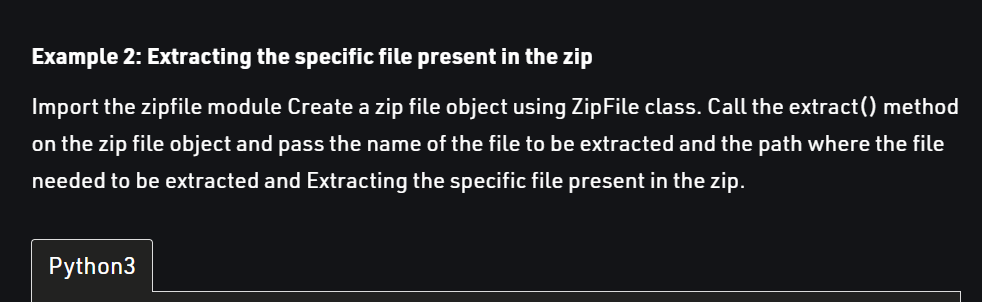 Example 2: Extracting the specific file present in the zip
Import the zipfile module Create a zip file object using ZipFile class. Call the extract() method
on the zip file object and pass the name of the file to be extracted and the path where the file
needed to be extracted and Extracting the specific file present in the zip.
Python3